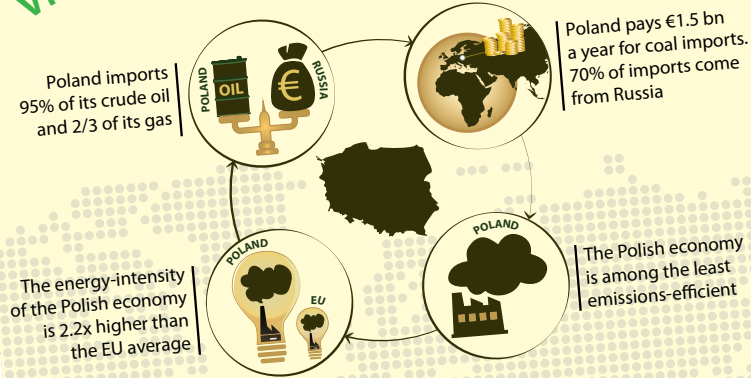 Poland imports
95% of its crude oil
and 2/3 of its gas
POLAND
OIL
€
RUSSIA
Poland pays €1.5 bn
a year for coal imports.
70% of imports come
from Russia
POLAND
The Polish economy
is among the least
emissions-efficient
The energy-intensity
of the Polish economy
is 2.2x higher than
the EU average
POLAND
EU